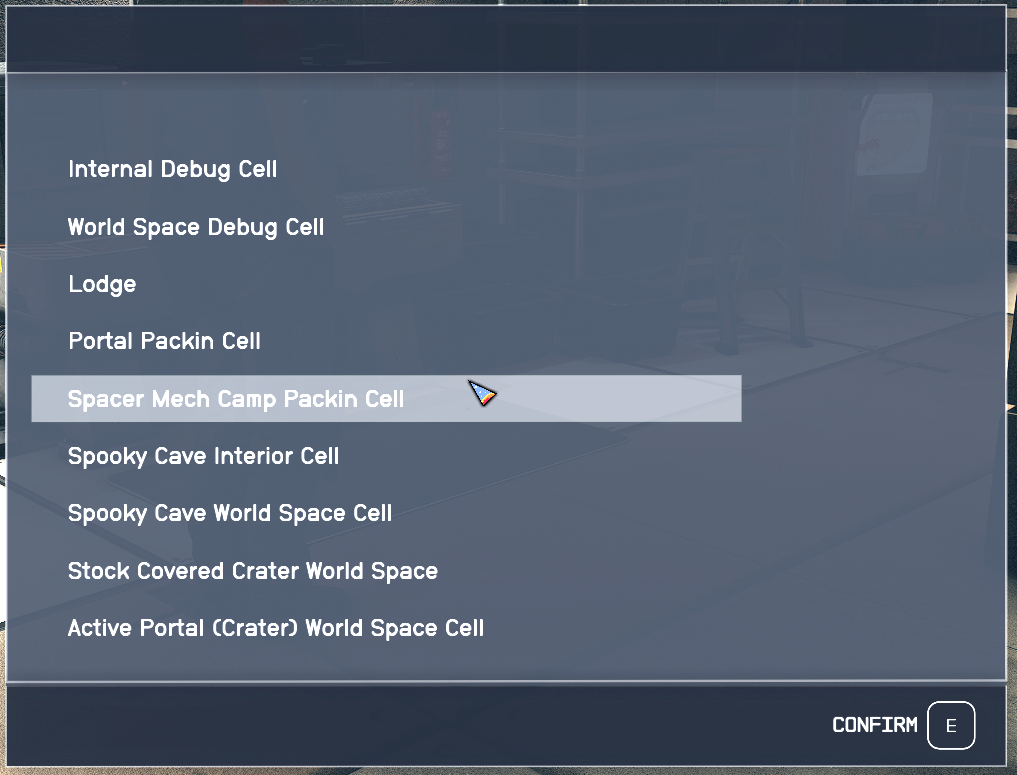 Internal Debug Cell
World Space Debug Cell
Lodge
Portal Packin Cell
Spacer Mech Camp Packin Cell
Spooky Cave Interior Cell
Spooky Cave World Space Cell
Stock Covered Crater World Space
Active Portal (Crater) World Space Cell
CONFIRM E